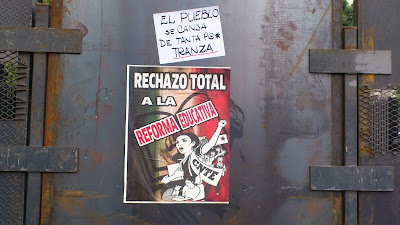 EL PUEBLO
SE CANSA
DE TANTA P@*
TRANZA
RECHAZO TOTAL
A LA
REFORMA EDUCATIVA